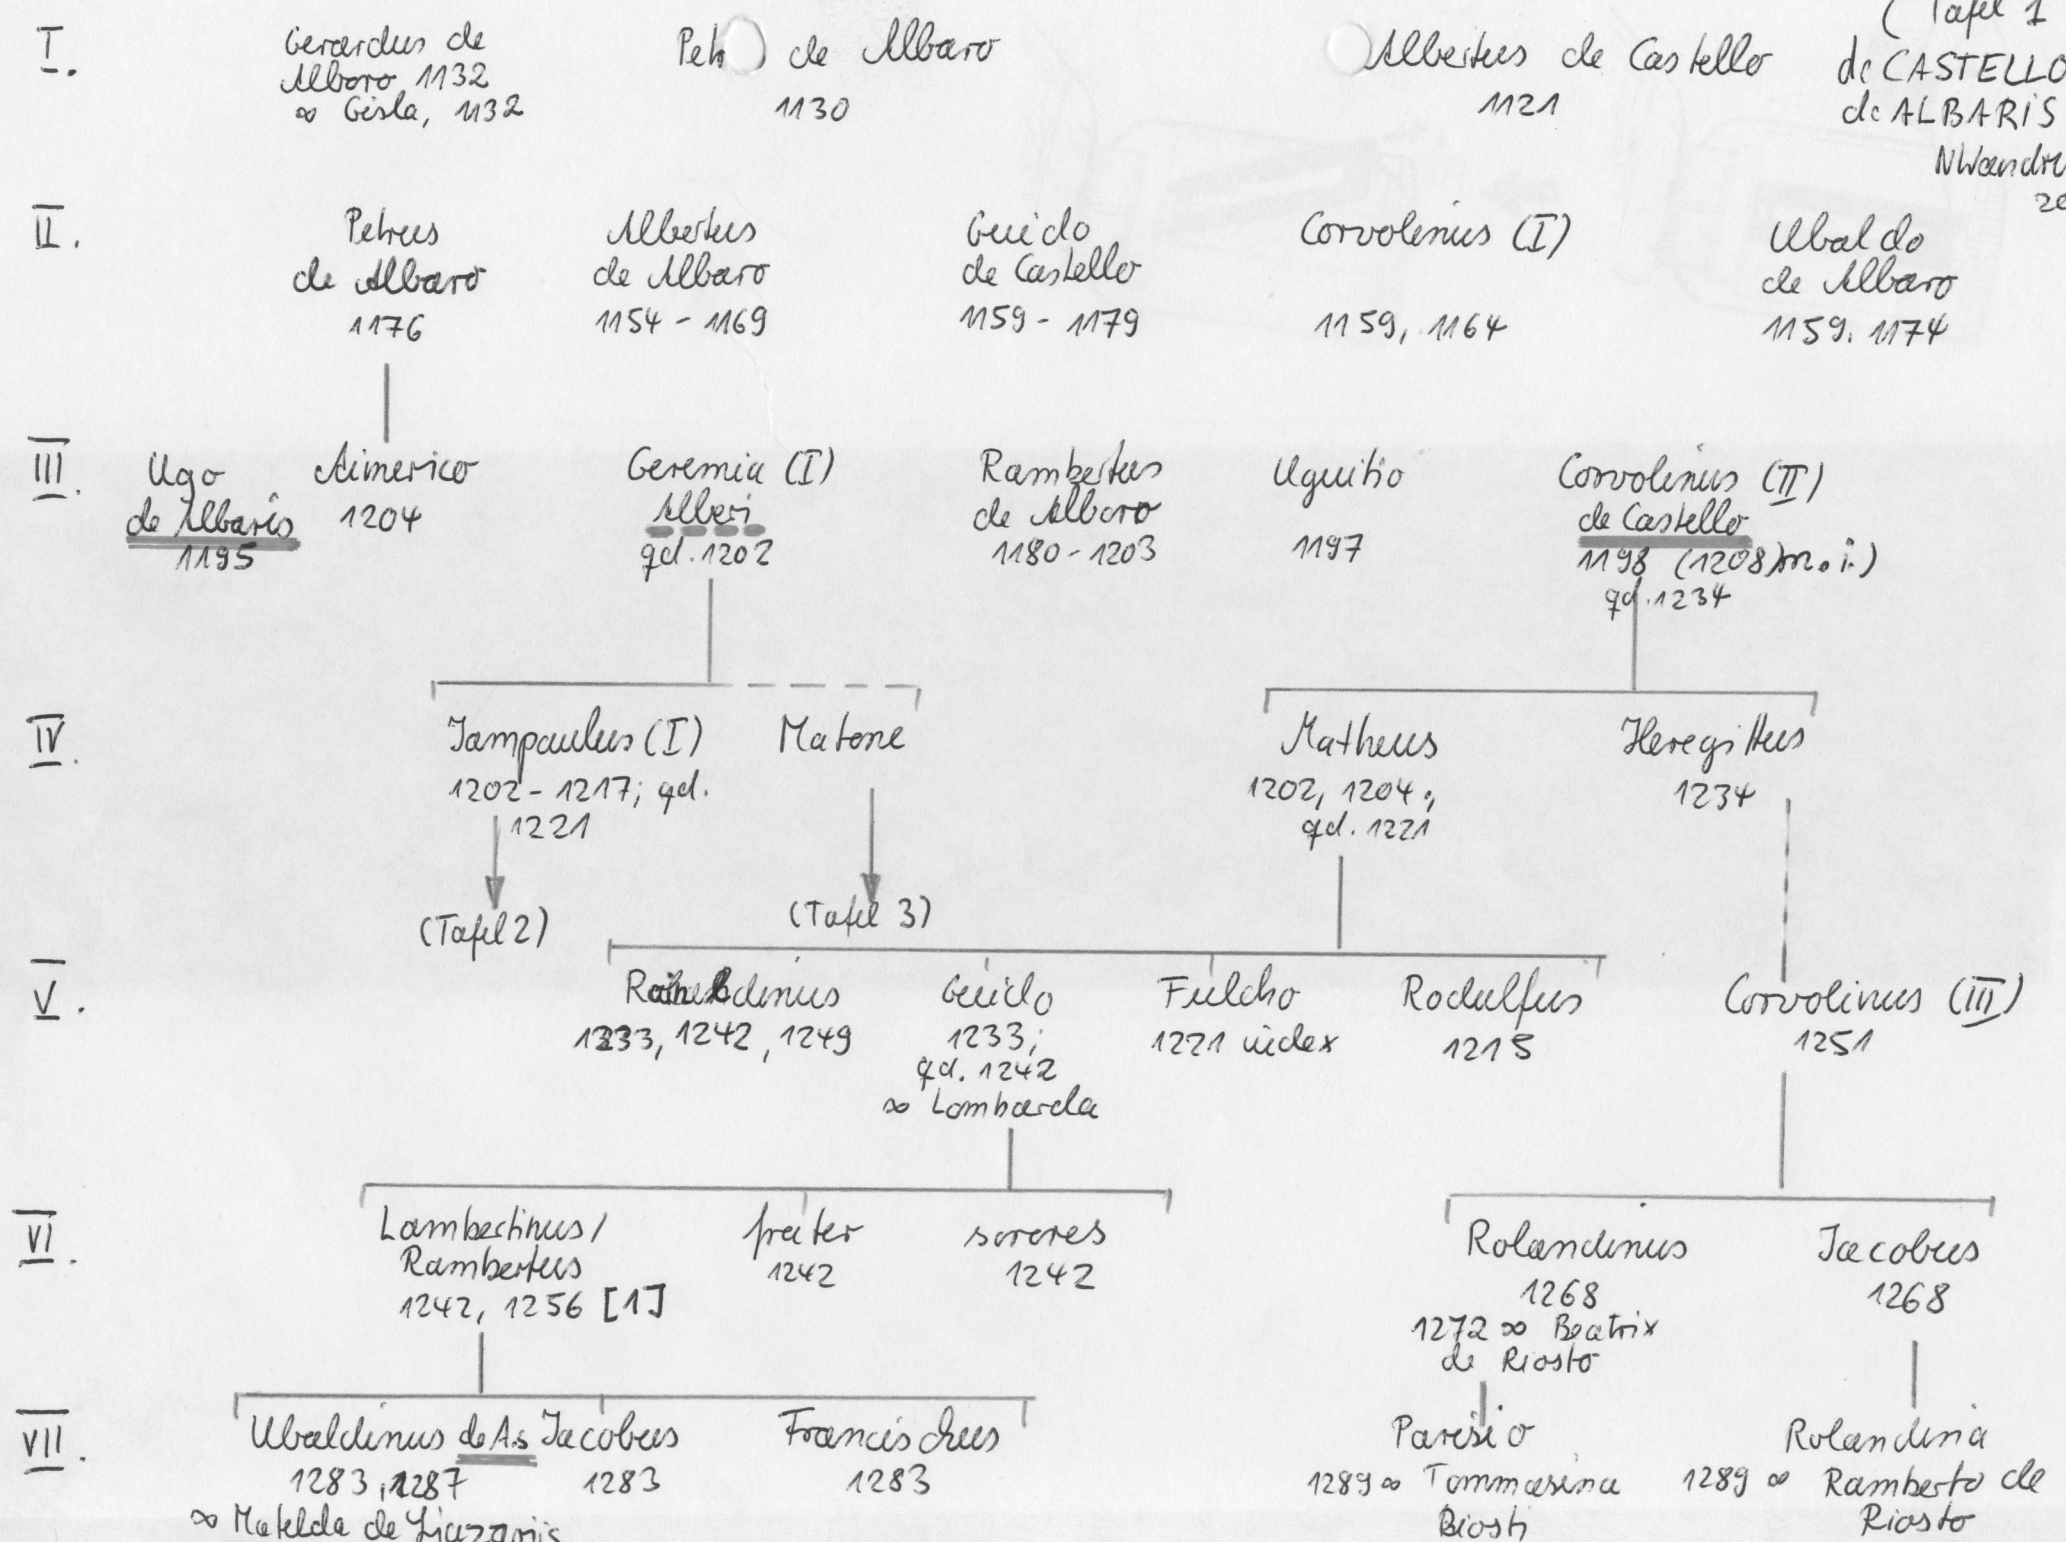 (Tafel 1
de CASTELLO
de ALBARIS
I.
Gerardus de
Albaro 1132
∞ Gisla, 1132
de Albaro
1130
Albertus de Castello
1121
II.
Petrus
de Albaro
1176
Albertus
de Albaro
1154 - 1169
Guido
de Castello
1159 - 1179
Corvolinus (I)
1159, 1164
Ubaldo
de Albaro
1159. 1174
III.
Ugo
de Albaris
1195
Aimerico
1204
Geremia (I)
Alberi
qd. 1202
Rambertus
de Albaro
1180 - 1203
Uguitio
1197
Corvolinus (II)
de Castello
1198 (1208) m. i.)
qd. 1234
IV.
Jampaulus (I)
1202 - 1217; qd.
1221
(Tafel 2)
Matone
(Tafel 3)
Matheus
1202, 1204;
qd. 1221
Heregittus
1234
V.
1233, 1242, 1249
Guido
1233;
qd. 1242
∞ Lombarda
Fulcho
1221 iudex
Rodulfus
1215
Corvolinus (III)
1251
VI.
Lambertinus/
Rambertus
1242, 1256 [1]
frater
1242
sorores
1242
Rolandinus
1268
1272 ∞ Beatrix
de Riosto
Jacobus
1268
VII.
Ubaldinus de A.s
1283, 1287
∞ Matelda de
Jacobus
1283
Francischus
1283
Parisio
1289 ∞ Tommasina
Riosti
Rolandina
1289 ∞ Ramberto de
Riosto